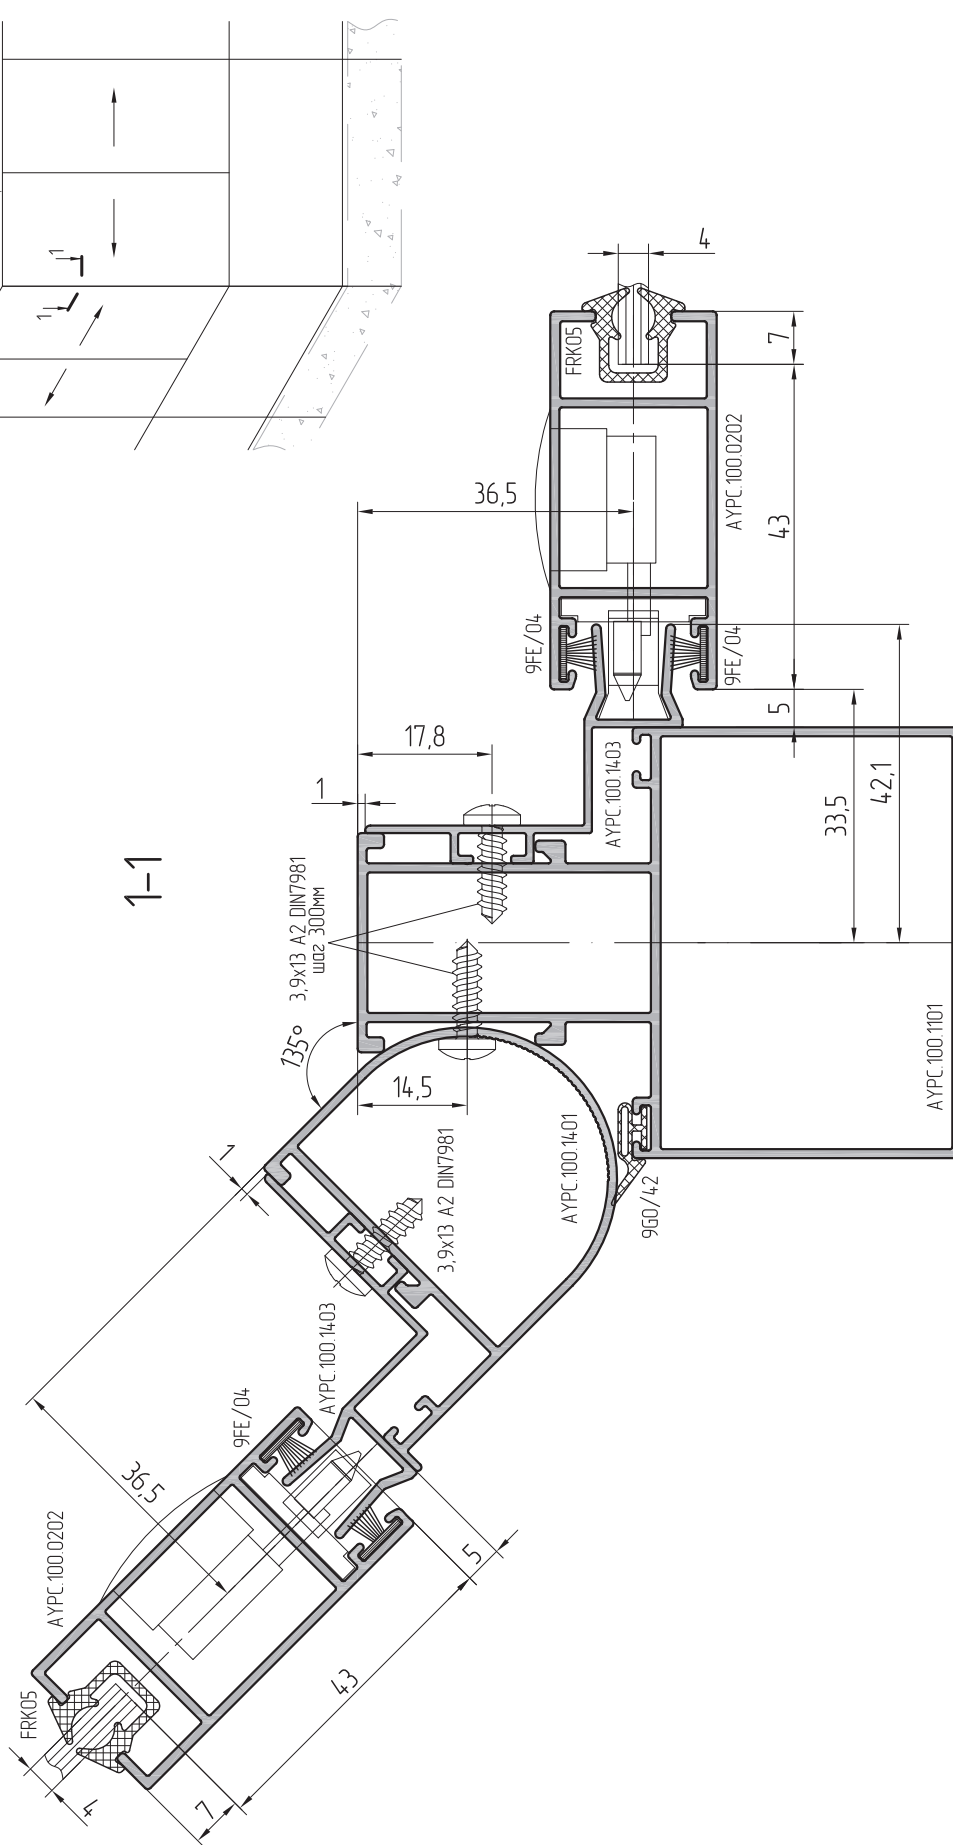 1
1
4
FRK05
7
36,5
AYPC.100.0202
43
9FE/04
9FE/04
5
17,8
1
AYPC.100.1403
42,1
33,5
1-1
3,9x13 A2 DIN7981
шаг 300мм
135°
14,5
AYPC.100.1101
1
3,9x13 A2 DIN7981
AYPC.100.1401
9G0/42
AYPC.100.1403
9FE/04
36,5
AYPC.100.0202
5
43
FRK05
4
7